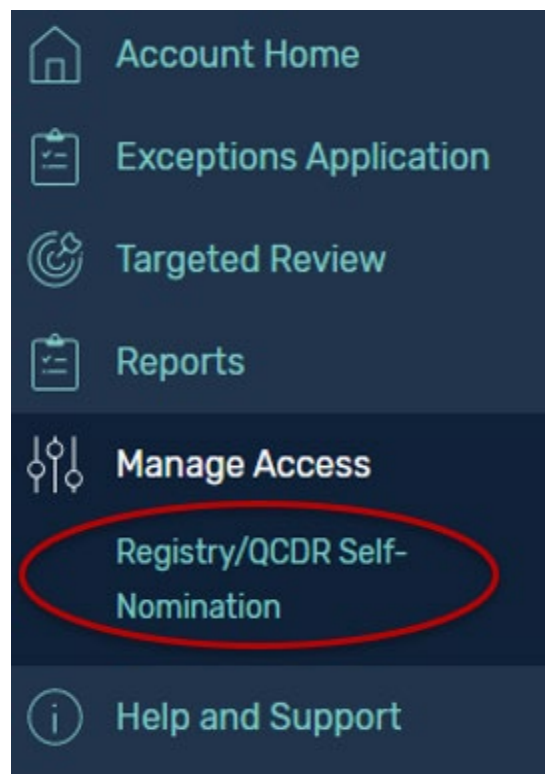 Account Home
Exceptions Application
Targeted Review
Reports
Manage Access
Registry/QCDR Self-
Nomination
Help and Support